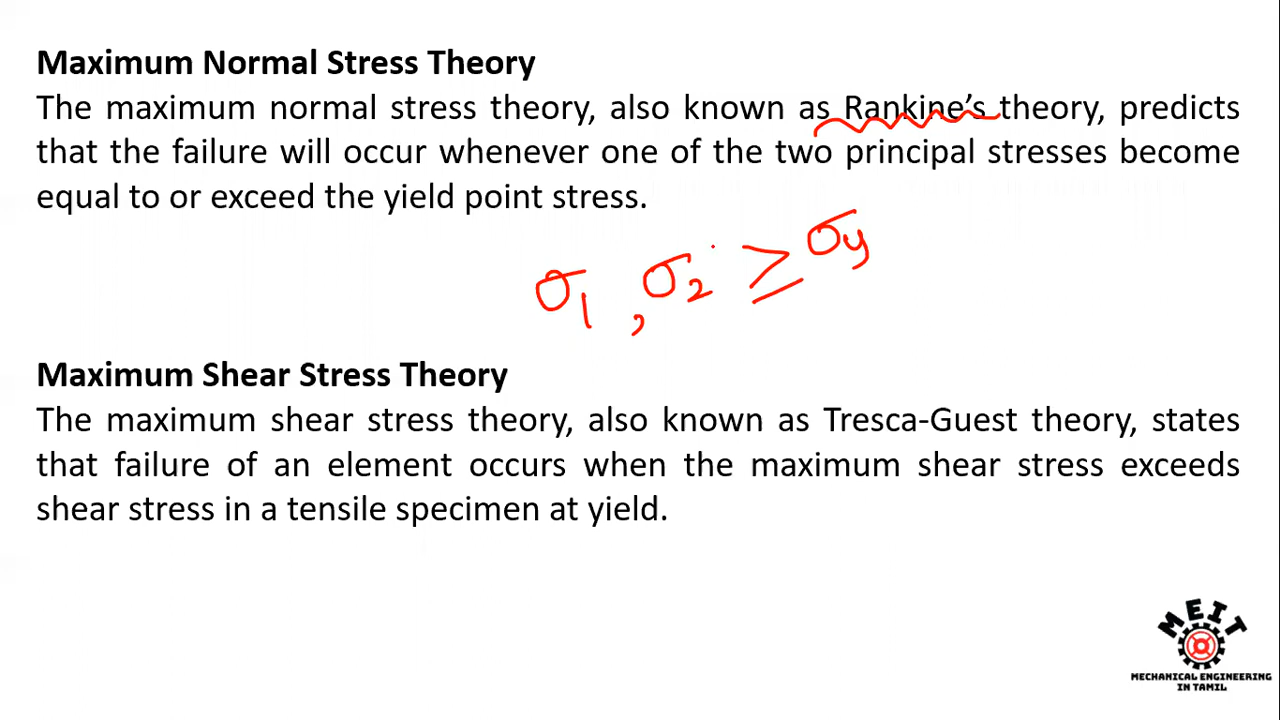 Maximum Normal Stress Theory
The maximum normal stress theory, also known as Rankine's theory, predicts
that the failure will occur whenever one of the two principal stresses become
equal to or exceed the yield point stress.
σ1 , σ2 ≥ σy
Maximum Shear Stress Theory
The maximum shear stress theory, also known as Tresca-Guest theory, states
that failure of an element occurs when the maximum shear stress exceeds
shear stress in a tensile specimen at yield.
MEIT
MECHANICAL ENGINEERING
IN TAMIL